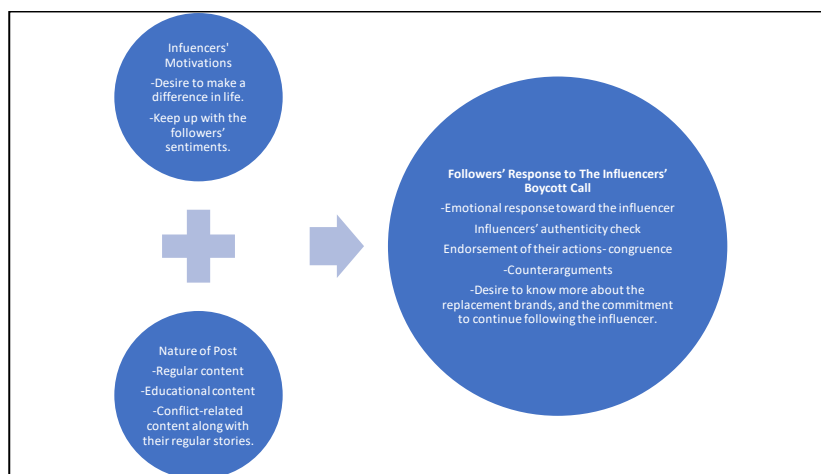 Infuencers'
Motivations
-Desire to make a
difference in life.
-Keep up with the
followers'
sentiments.
Nature of Post
-Regular content
-Educational content
-Conflict-related
content along with
their regular stories.
Followers' Response to The Influencers'
Boycott Call
-Emotional response toward the influencer
Influencers' authenticity check
Endorsement of their actions- congruence
-Counterarguments
-Desire to know more about the
replacement brands, and the commitment
to continue following the influencer.